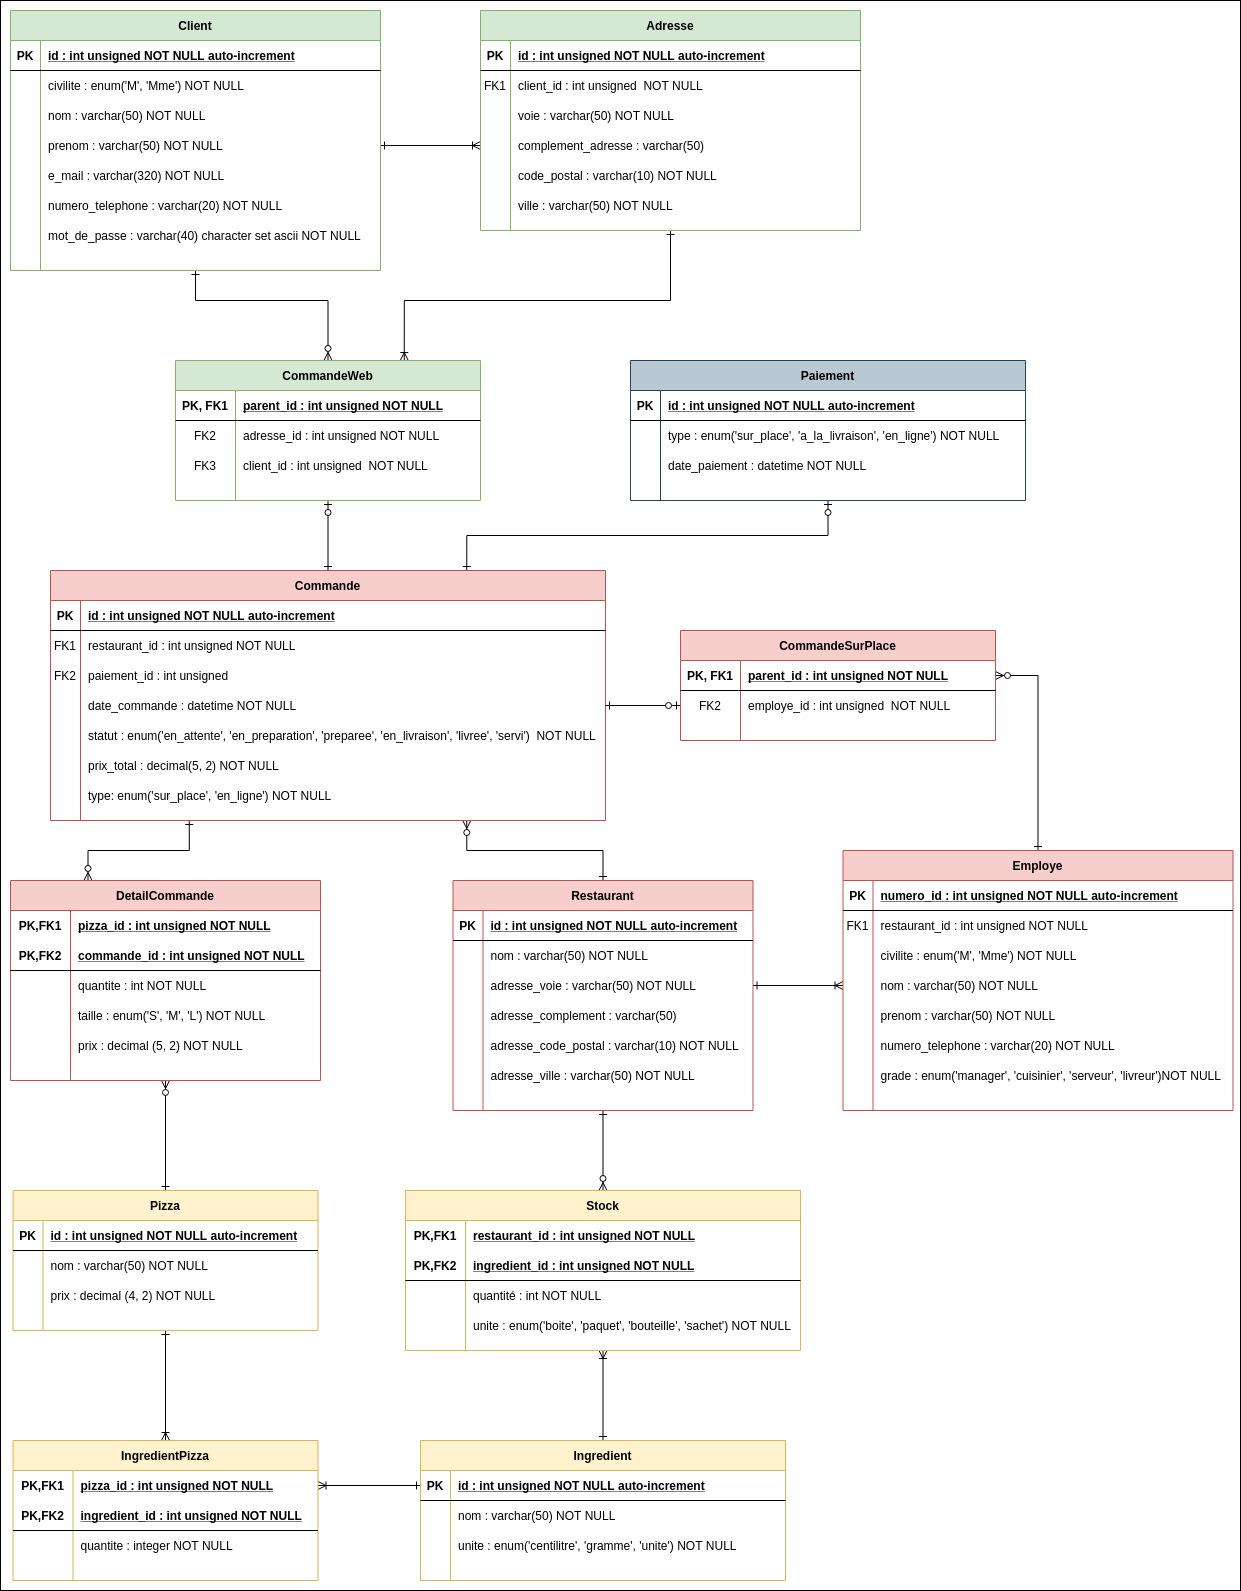 Client
PK id : int unsigned NOT NULL auto-increment
civilite : enum('M', 'Mme') NOT NULL
nom : varchar(50) NOT NULL
prenom : varchar(50) NOT NULL
e_mail : varchar(320) NOT NULL
numero_telephone : varchar(20) NOT NULL
mot_de_passe : varchar(40) character set ascii NOT NULL
Adresse
PK id : int unsigned NOT NULL auto-increment
FK1 client_id : int unsigned  NOT NULL
voie : varchar(50) NOT NULL
complement_adresse : varchar(50)
code_postal : varchar(10) NOT NULL
ville : varchar(50) NOT NULL
CommandeWeb
PK, FK1 parent_id : int unsigned NOT NULL
FK2 adresse_id : int unsigned NOT NULL
FK3 client_id : int unsigned  NOT NULL
Paiement
PK id : int unsigned NOT NULL auto-increment
type : enum('sur_place', 'a_la_livraison', 'en_ligne') NOT NULL
date_paiement : datetime NOT NULL
Commande
PK id : int unsigned NOT NULL auto-increment
FK1 restaurant_id : int unsigned NOT NULL
FK2 paiement_id : int unsigned
date_commande : datetime NOT NULL
statut : enum('en_attente', 'en_preparation', 'preparee', 'en_livraison', 'livree', 'servi')  NOT NULL
prix_total : decimal(5, 2) NOT NULL
type: enum('sur_place', 'en_ligne') NOT NULL
CommandeSurPlace
PK, FK1 parent_id : int unsigned NOT NULL
FK2 employe_id : int unsigned  NOT NULL
DetailCommande
PK,FK1 pizza_id : int unsigned NOT NULL
PK,FK2 commande_id : int unsigned NOT NULL
quantite : int NOT NULL
taille : enum('S', 'M', 'L') NOT NULL
prix : decimal (5, 2) NOT NULL
Restaurant
PK id : int unsigned NOT NULL auto-increment
nom : varchar(50) NOT NULL
adresse_voie : varchar(50) NOT NULL
adresse_complement : varchar(50)
adresse_code_postal : varchar(10) NOT NULL
adresse_ville : varchar(50) NOT NULL
Employe
PK numero_id : int unsigned NOT NULL auto-increment
FK1 restaurant_id : int unsigned NOT NULL
civilite : enum('M', 'Mme') NOT NULL
nom : varchar(50) NOT NULL
prenom : varchar(50) NOT NULL
numero_telephone : varchar(20) NOT NULL
grade : enum('manager', 'cuisinier', 'serveur', 'livreur')NOT NULL
Pizza
PK id : int unsigned NOT NULL auto-increment
nom : varchar(50) NOT NULL
prix : decimal (4, 2) NOT NULL
Stock
PK,FK1 restaurant_id : int unsigned NOT NULL
PK,FK2 ingredient_id : int unsigned NOT NULL
quantité : int NOT NULL
unite : enum('boite', 'paquet', 'bouteille', 'sachet') NOT NULL
IngredientPizza
PK,FK1 pizza_id : int unsigned NOT NULL
PK,FK2 ingredient_id : int unsigned NOT NULL
quantite : integer NOT NULL
Ingredient
PK id : int unsigned NOT NULL auto-increment
nom : varchar(50) NOT NULL
unite : enum('centilitre', 'gramme', 'unite') NOT NULL